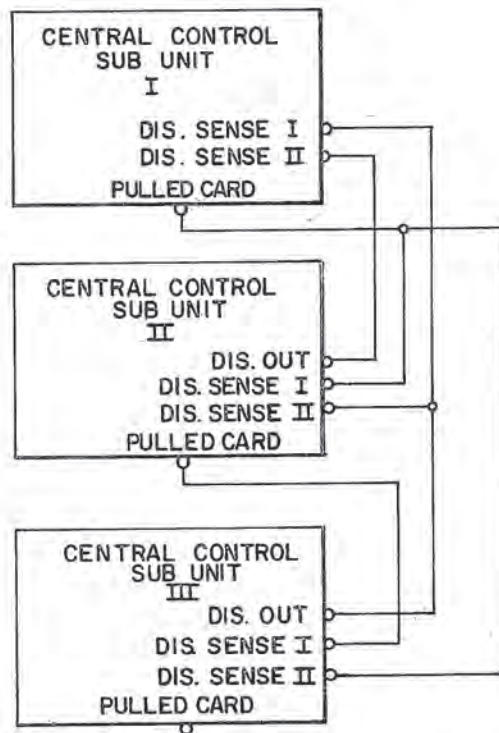 CENTRAL CONTROL
SUB UNIT
I
DIS. SENSE I
DIS. SENSE II
PULLED CARD
CENTRAL CONTROL
SUB UNIT
II
DIS. OUT
DIS. SENSE I
DIS. SENSE II
PULLED CARD
CENTRAL CONTROL
SUB UNIT
III
DIS. OUT
DIS. SENSE I
DIS. SENSE II
PULLED CARD